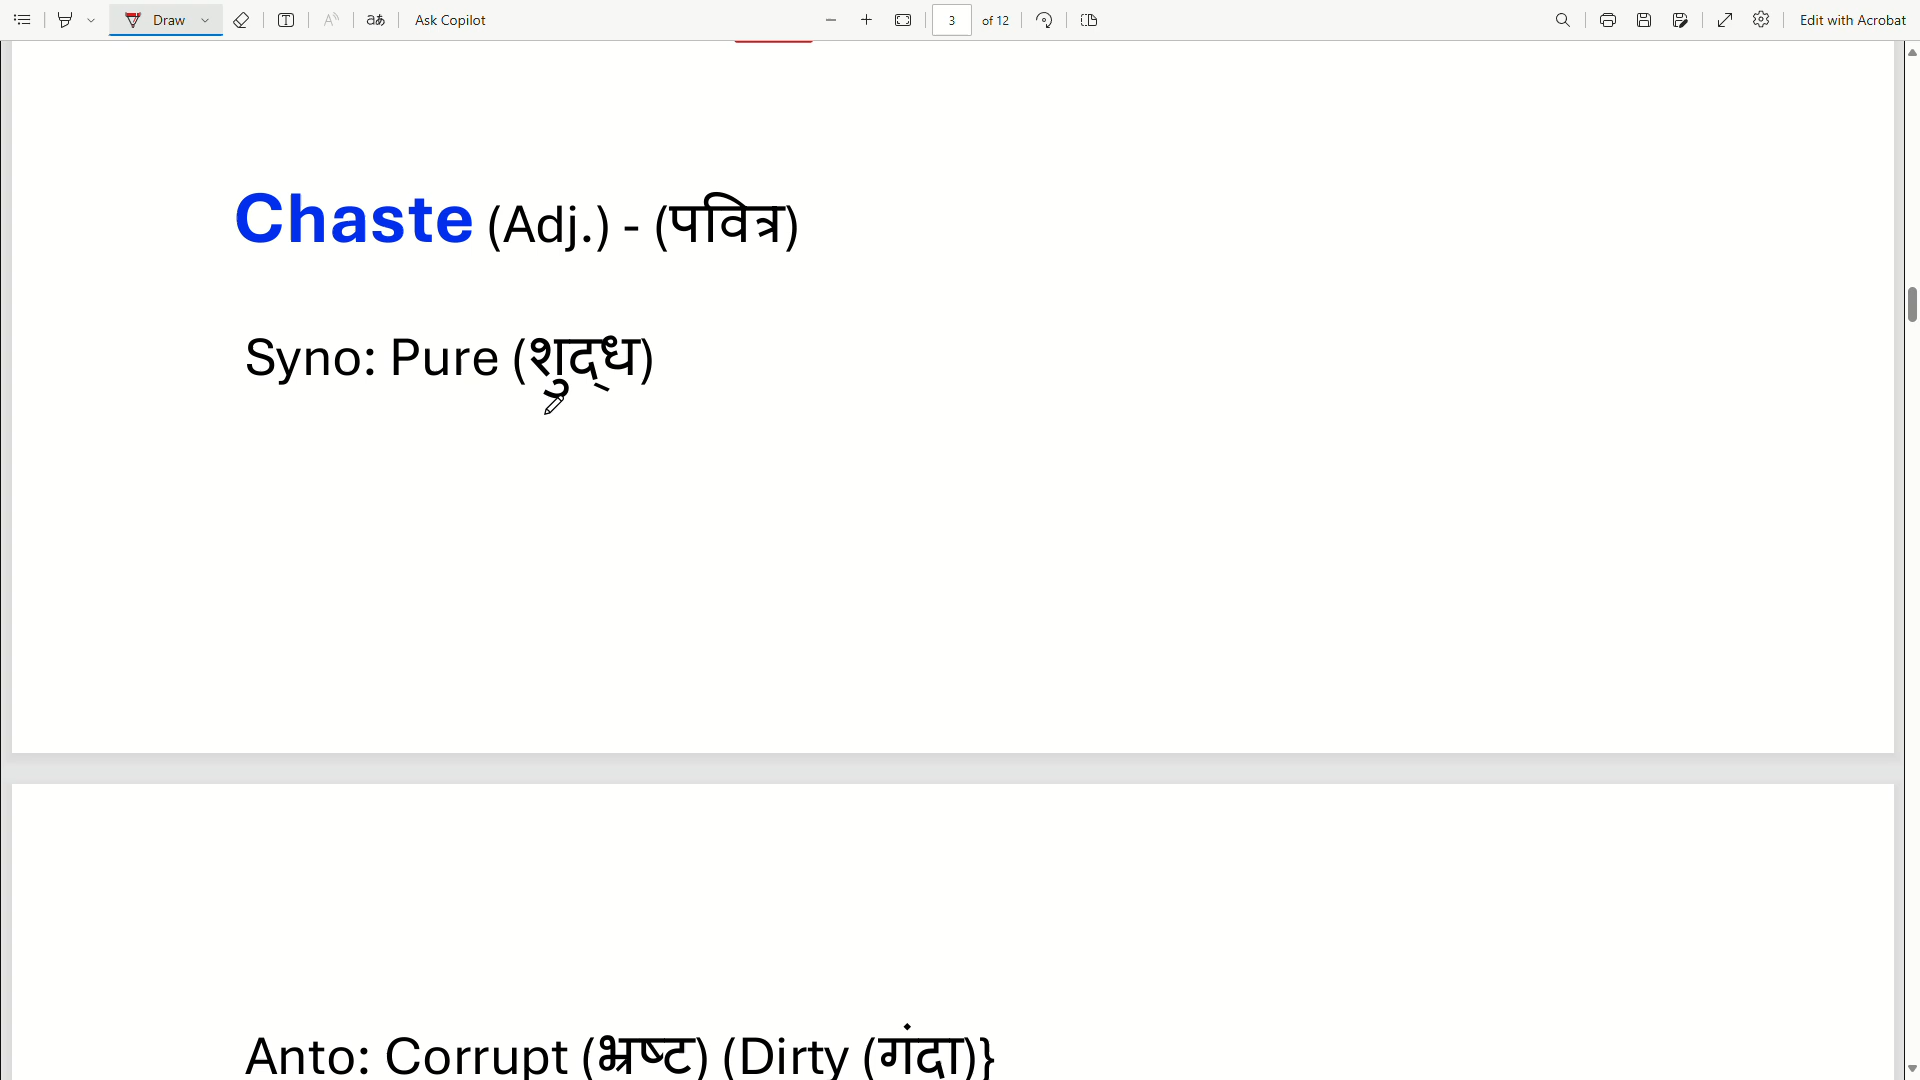 Draw
Ask Copilot
3
of 12
Edit with Acrobat
Chaste (Adj.) - (पवित्र)
Syno: Pure (शुद्ध)
Anto: Corrupt (भ्रष्ट) (Dirty (गंदा)}